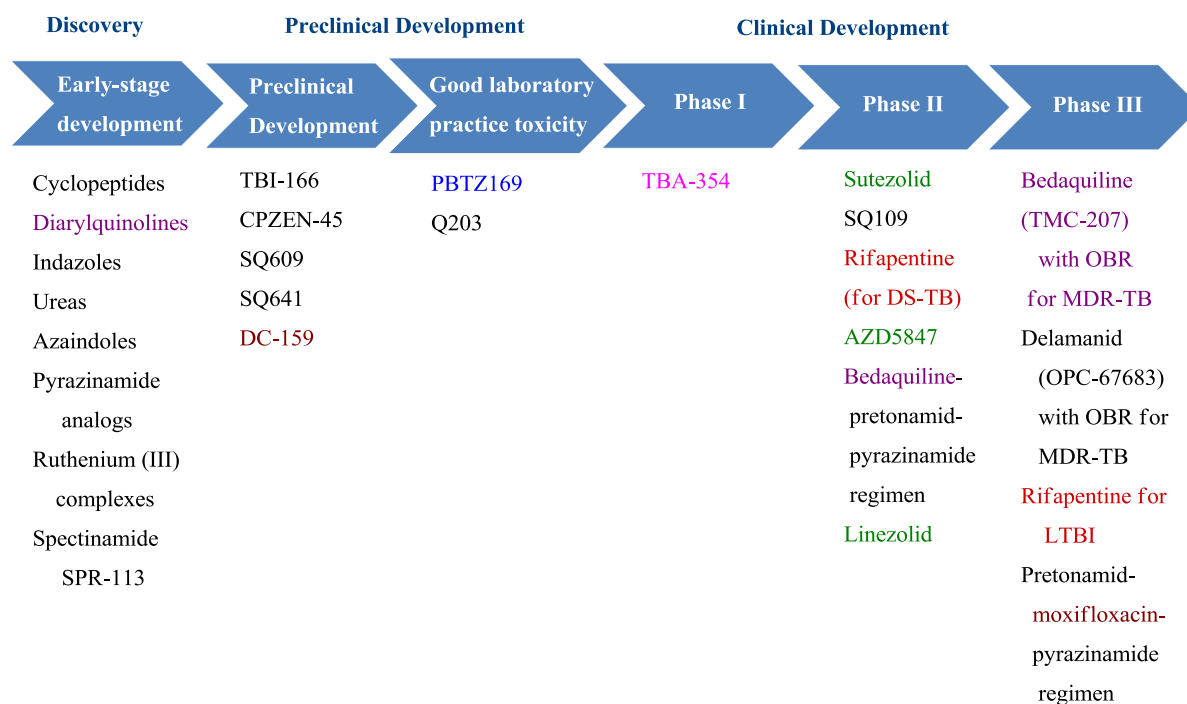 Discovery
Preclinical Development
Clinical Development
Early-stage
development
Preclinical
Development
Good laboratory
practice toxicity
Phase I
Phase II
Phase III
Cyclopeptides
Diarylquinolines
Indazoles
Ureas
Azaindoles
Pyrazinamide
analogs
Ruthenium (III)
complexes
Spectinamide
SPR-113
TBI-166
CPZEN-45
SQ609
SQ641
DC-159
PBTZ169
Q203
TBA-354
Sutezolid
SQ109
Rifapentine
(for DS-TB)
AZD5847
Bedaquiline-
pretonamid-
pyrazinamide
regimen
Linezolid
Bedaquiline
(TMC-207)
with OBR
for MDR-TB
Delamanid
(OPC-67683)
with OBR for
MDR-TB
Rifapentine for
LTBI
Pretonamid-
moxifloxacin-
pyrazinamide
regimen